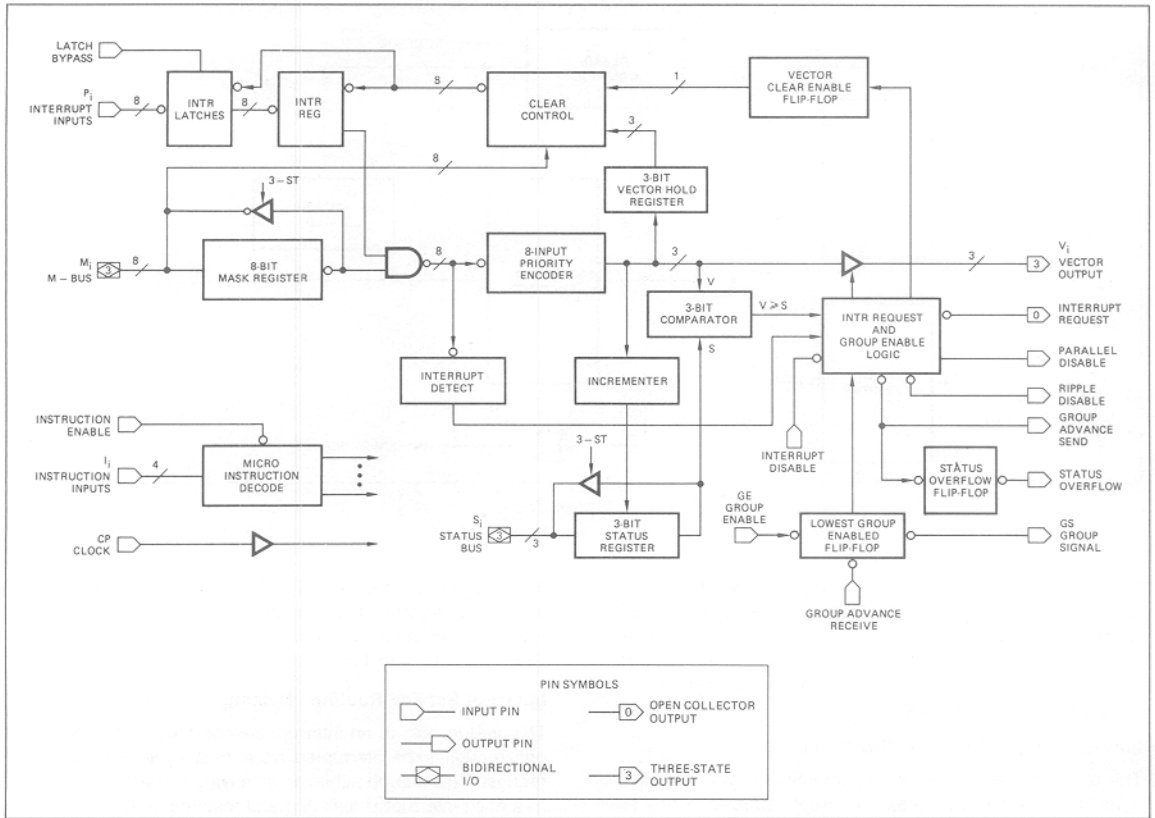 LATCH
BYPASS
Pi
INTERRUPT
INPUTS
8
INTR
LATCHES
8
INTR
REG
8
CLEAR
CONTROL
1
VECTOR
CLEAR ENABLE
FLIP-FLOP
3
8
3-BIT
VECTOR HOLD
REGISTER
3-ST
Mi
M-BUS
3
8
8-BIT
MASK REGISTER
8
8-INPUT
PRIORITY
ENCODER
3
3
3
Vi
VECTOR
OUTPUT
V
3-BIT
COMPARATOR
V ⩾ S
S
INTR REQUEST
AND
GROUP ENABLE
LOGIC
0
INTERRUPT
REQUEST
PARALLEL
DISABLE
RIPPLE
DISABLE
GROUP
ADVANCE
SEND
INTERRUPT
DETECT
INCREMENTER
INTERRUPT
DISABLE
INSTRUCTION
ENABLE
Ii
INSTRUCTION
INPUTS
4
MICRO
INSTRUCTION
DECODE
3-ST
STATUS
OVERFLOW
FLIP-FLOP
STATUS
OVERFLOW
CP
CLOCK
Si
STATUS
BUS
3
3
3-BIT
STATUS
REGISTER
GE
GROUP
ENABLE
LOWEST GROUP
ENABLED
FLIP-FLOP
GS
GROUP
SIGNAL
GROUP ADVANCE
RECEIVE
PIN SYMBOLS
INPUT PIN
0
OPEN COLLECTOR
OUTPUT
OUTPUT PIN
BIDIRECTIONAL
I/O
3
THREE-STATE
OUTPUT